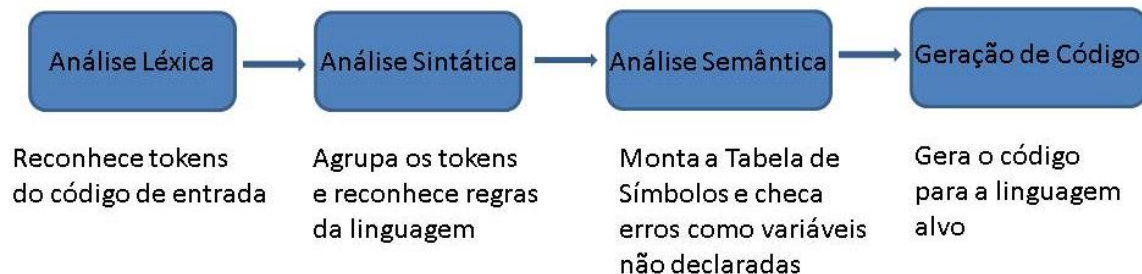 Análise Léxica
Análise Sintática
Análise Semântica
Geração de Código
Reconhece tokens
do código de entrada
Agrupa os tokens
e reconhece regras
da linguagem
Monta a Tabela de
Símbolos e checa
erros como variáveis
não declaradas
Gera o código
para a linguagem
alvo